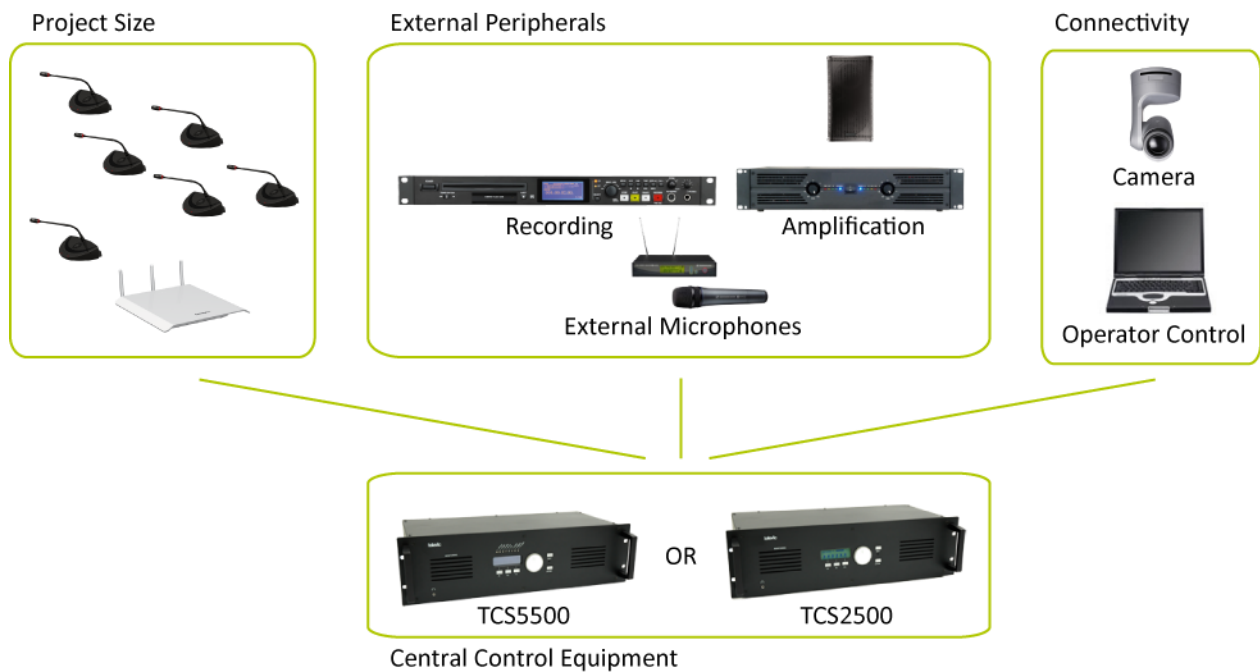 Project Size
External Peripherals
Connectivity
Recording
Amplification
External Microphones
Camera
Operator Control
TCS5500
OR
TCS2500
Central Control Equipment